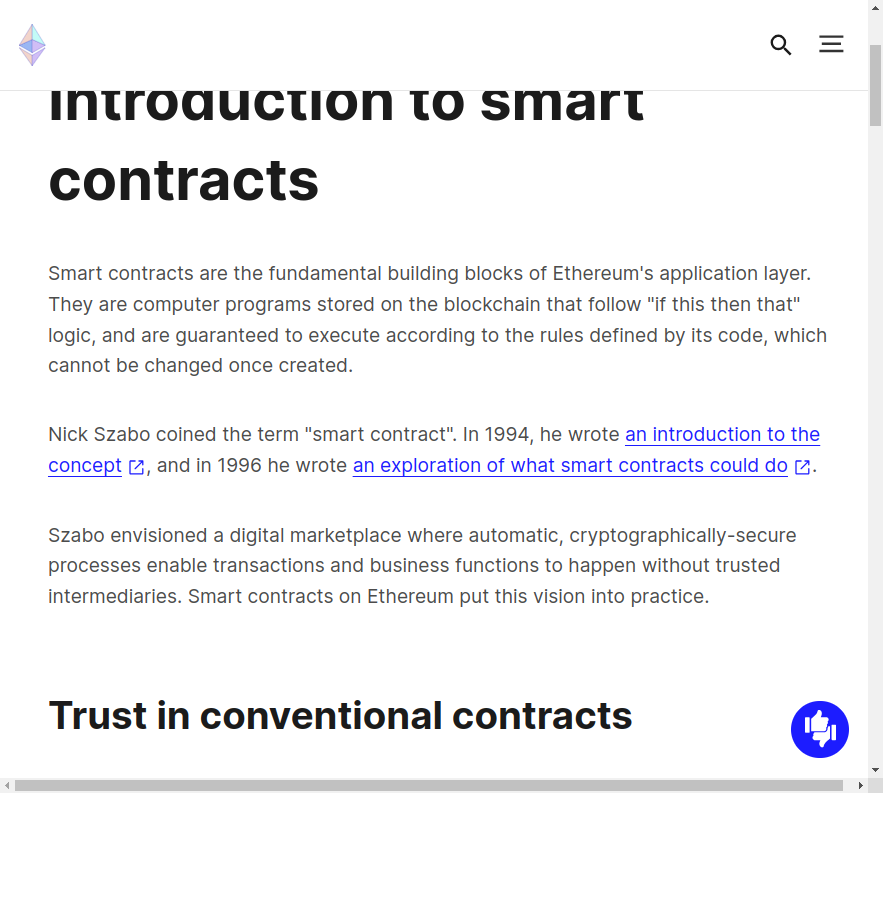 Introduction to smart
contracts
Smart contracts are the fundamental building blocks of Ethereum's application layer.
They are computer programs stored on the blockchain that follow "if this then that"
logic, and are guaranteed to execute according to the rules defined by its code, which
cannot be changed once created.
Nick Szabo coined the term "smart contract". In 1994, he wrote an introduction to the
concept, and in 1996 he wrote an exploration of what smart contracts could do.
Szabo envisioned a digital marketplace where automatic, cryptographically-secure
processes enable transactions and business functions to happen without trusted
intermediaries. Smart contracts on Ethereum put this vision into practice.
Trust in conventional contracts